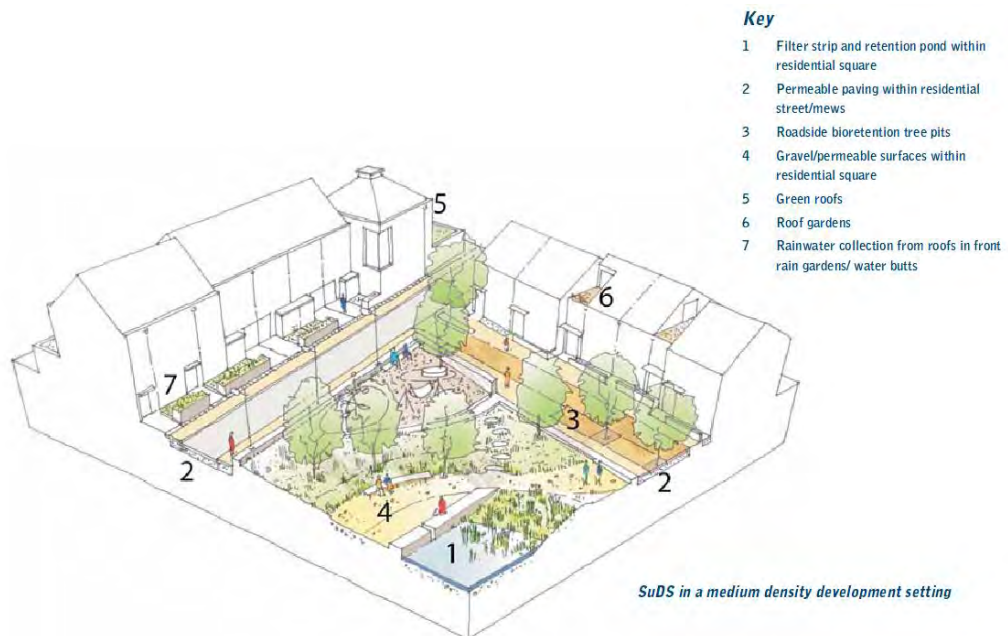 Key
1 Filter strip and retention pond within
residential square
2 Permeable paving within residential
street/mews
3 Roadside bioretention tree pits
4 Gravel/permeable surfaces within
residential square
5 Green roofs
6 Roof gardens
7 Rainwater collection from roofs in front
rain gardens/ water butts
5
6
7
3
2
2
4
1
SuDS in a medium density development setting